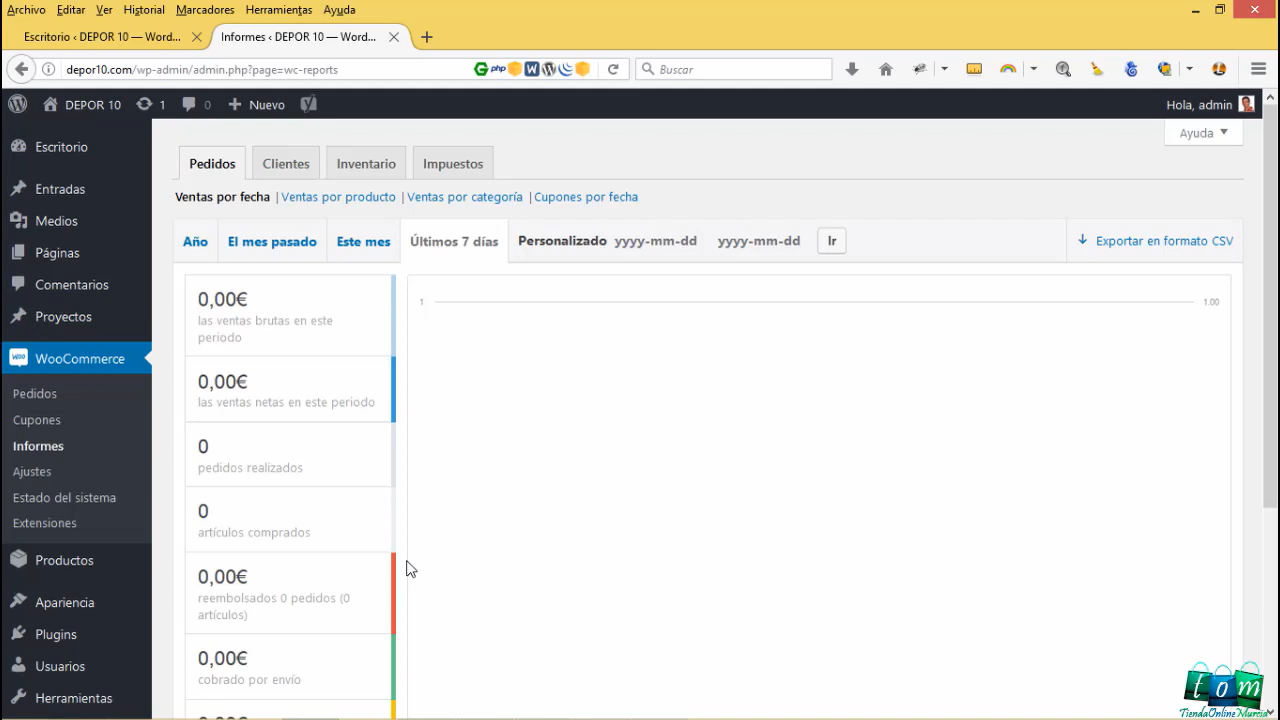 Archivo Editar Ver Historial Marcadores Herramientas Ayuda
Escritorio ‹ DEPOR 10 — Word... Informes ‹ DEPOR 10 — Word...
depor10.com/wp-admin/admin.php?page=wc-reports php Buscar
DEPOR 10 1 0 Nuevo Hola, admin
Ayuda
Escritorio
Entradas
Medios
Páginas
Comentarios
Proyectos
WooCommerce
Pedidos
Cupones
Informes
Ajustes
Estado del sistema
Extensiones
Productos
Apariencia
Plugins
Usuarios
Herramientas
Pedidos Clientes Inventario Impuestos
Ventas por fecha | Ventas por producto | Ventas por categoría | Cupones por fecha
Año El mes pasado Este mes Últimos 7 días Personalizado yyyy-mm-dd yyyy-mm-dd Ir Exportar en formato CSV
0,00€
las ventas brutas en este
periodo
0,00€
las ventas netas en este periodo
0
pedidos realizados
0
artículos comprados
0,00€
reembolsados 0 pedidos (0
artículos)
0,00€
cobrado por envío
1 1.00
tom
TiendaOnlineMurcia